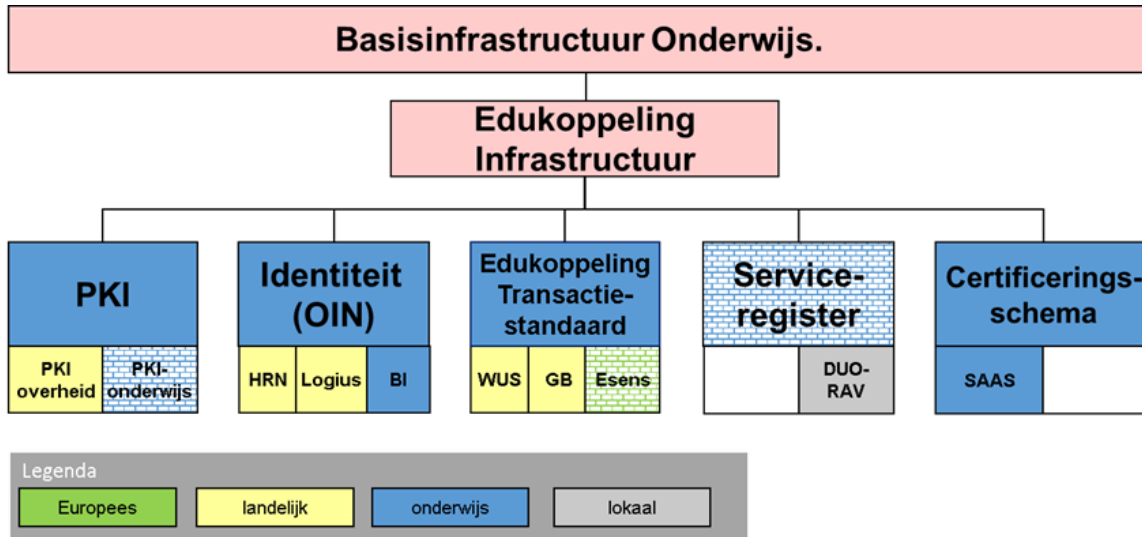 Basisinfrastructuur Onderwijs.
Edukoppeling
Infrastructuur
PKI
Identiteit
(OIN)
Edukoppeling
Transactie-
standaard
Service-
register
Certificerings-
schema
PKI
overheid
PKI-
onderwijs
HRN
Logius
BI
WUS
GB
Esens
DUO-
RAV
SAAS
Legenda
Europees
landelijk
onderwijs
lokaal